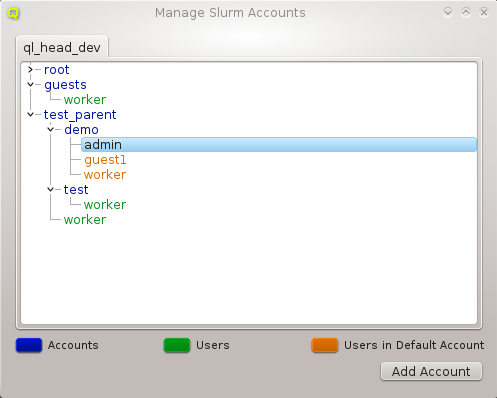 Manage Slurm Accounts
ql_head_dev
root
guests
worker
test_parent
demo
admin
guest1
worker
test
worker
worker
Accounts Users Users in Default Account
Add Account